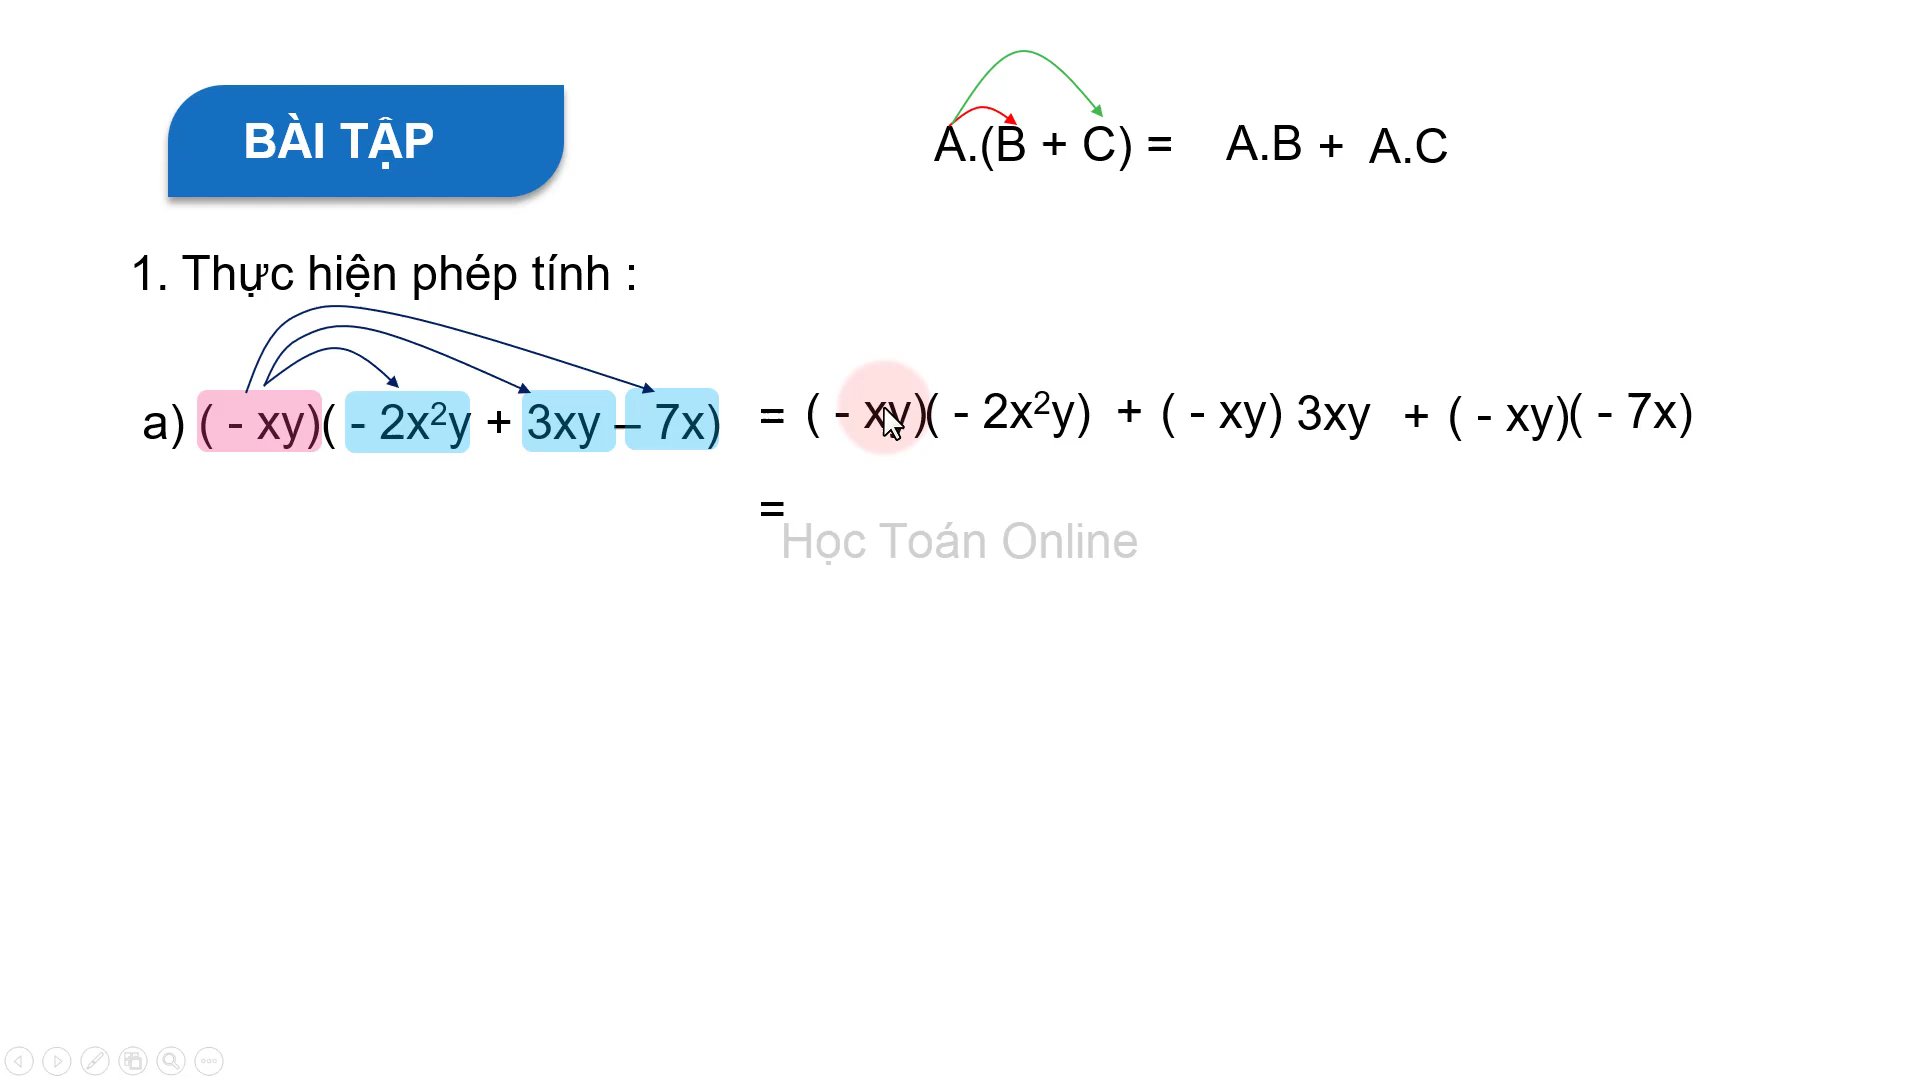 BÀI TẬP
A.(B + C) = A.B + A.C
1. Thực hiện phép tính :
a) ( - xy)( - 2x²y + 3xy – 7x) = ( - xy)( - 2x²y) + ( - xy) 3xy + ( - xy)( - 7x)
=
Học Toán Online